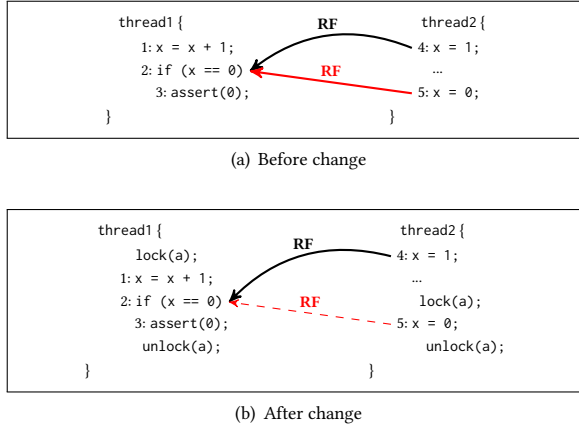 thread1 { RF thread2 {
1: x = x + 1; 4: x = 1;
2: if (x == 0) RF ...
3: assert(0); 5: x = 0;
} }
(a) Before change
thread1 { RF thread2 {
lock(a); 4: x = 1;
1: x = x + 1; ...
2: if (x == 0) RF lock(a);
3: assert(0); 5: x = 0;
unlock(a); unlock(a);
} }
(b) After change